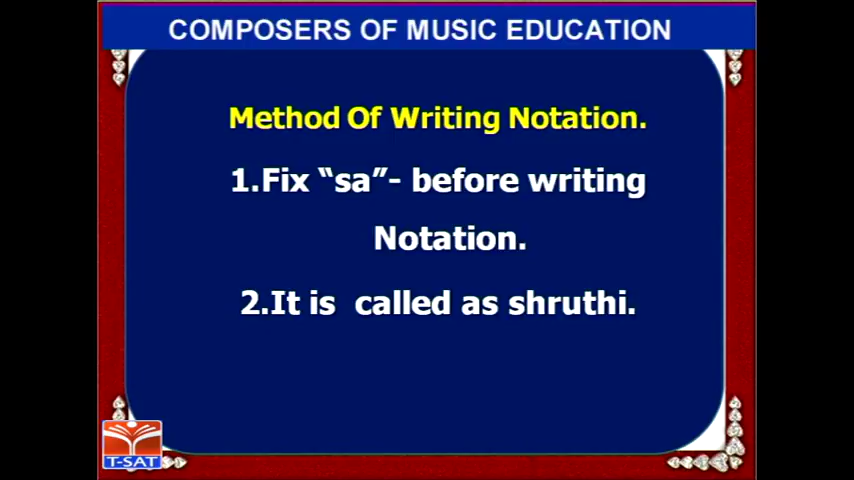 COMPOSERS OF MUSIC EDUCATION
Method Of Writing Notation.
1.Fix “sa”- before writing
Notation.
2.It is called as shruthi.
T-SAT